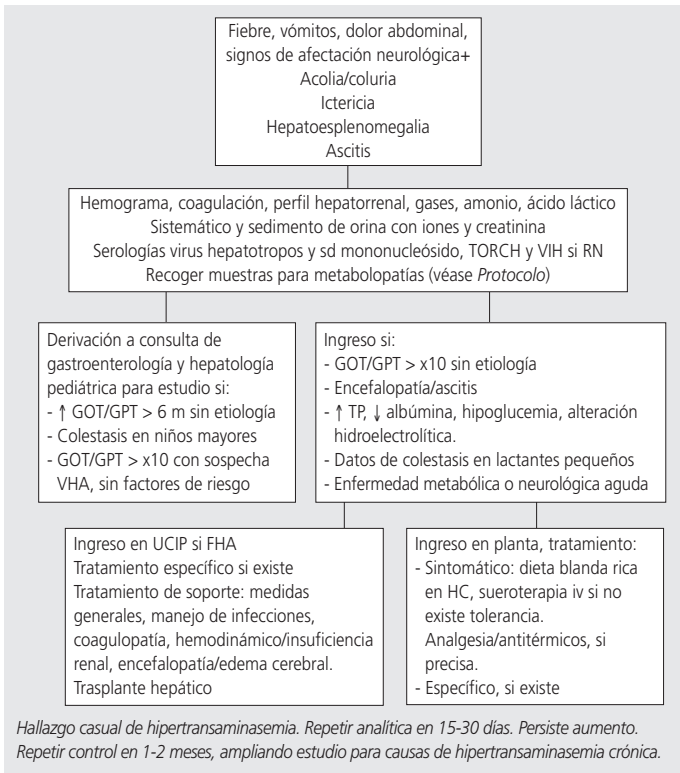 Fiebre, vómitos, dolor abdominal,
signos de afectación neurológica+
Acolia/coluria
Ictericia
Hepatoesplenomegalia
Ascitis
Hemograma, coagulación, perfil hepatorrenal, gases, amonio, ácido láctico
Sistemático y sedimento de orina con iones y creatinina
Serologías virus hepatotropos y sd mononucleósido, TORCH y VIH si RN
Recoger muestras para metabolopatías (véase Protocolo)
Derivación a consulta de
gastroenterología y hepatología
pediátrica para estudio si:
- ↑ GOT/GPT > 6 m sin etiología
- Colestasis en niños mayores
- GOT/GPT > x10 con sospecha
VHA, sin factores de riesgo
Ingreso si:
- GOT/GPT > x10 sin etiología
- Encefalopatía/ascitis
- ↑ TP, ↓ albúmina, hipoglucemia, alteración
hidroelectrolítica.
- Datos de colestasis en lactantes pequeños
- Enfermedad metabólica o neurológica aguda
Ingreso en UCIP si FHA
Tratamiento específico si existe
Tratamiento de soporte: medidas
generales, manejo de infecciones,
coagulopatía, hemodinámico/insuficiencia
renal, encefalopatía/edema cerebral.
Trasplante hepático
Ingreso en planta, tratamiento:
- Sintomático: dieta blanda rica
en HC, sueroterapia iv si no
existe tolerancia.
Analgesia/antitérmicos, si
precisa.
- Específico, si existe
Hallazgo casual de hipertransaminasemia. Repetir analítica en 15-30 días. Persiste aumento.
Repetir control en 1-2 meses, ampliando estudio para causas de hipertransaminasemia crónica.